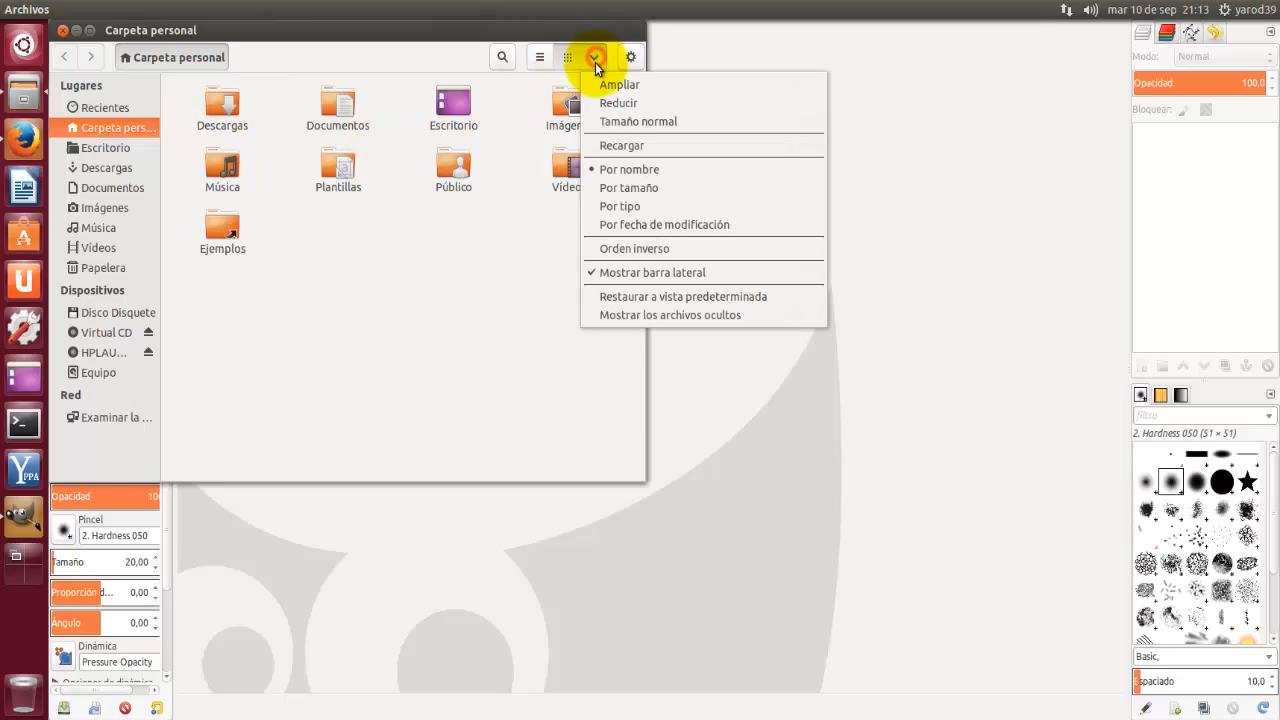 Archivos
mar 10 de sep 21:13 yarod39
Carpeta personal
Carpeta personal
Lugares
Recientes
Carpeta pers...
Escritorio
Descargas
Documentos
Imágenes
Música
Vídeos
Papelera
Dispositivos
Disco Disquete
Virtual CD
HPLAU...
Equipo
Red
Examinar la ...
Descargas
Documentos
Escritorio
Música
Plantillas
Público
Ejemplos
Ampliar
Reducir
Tamaño normal
Recargar
Por nombre
Por tamaño
Por tipo
Por fecha de modificación
Orden inverso
Mostrar barra lateral
Restaurar a vista predeterminada
Mostrar los archivos ocultos
Opacidad 100
Pincel
2. Hardness 050
Tamaño 20,00
Proporción d... 0,00
Ángulo 0,00
Dinámica
Pressure Opacity
Opciones de dinámica
Modo: Normal
Opacidad 100,0
Bloquear:
filtro
2. Hardness 050 (51 × 51)
Basic,
Espaciado 10,0